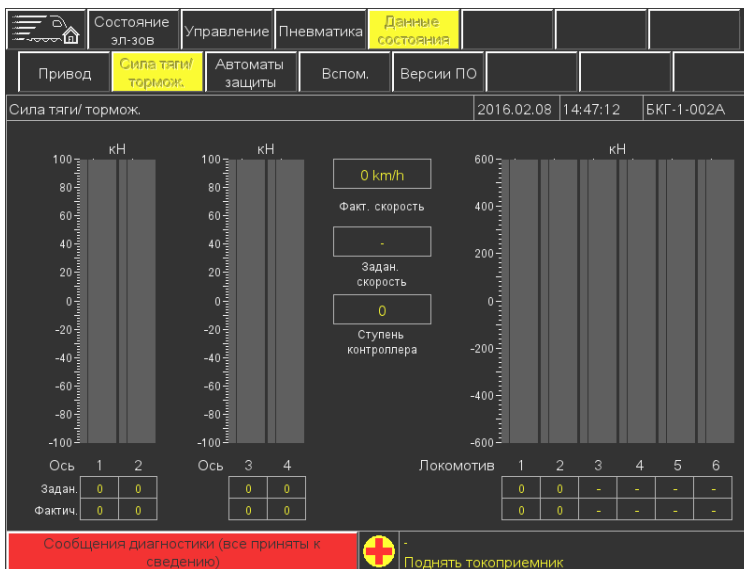 Состояние
эл-зов
Управление
Пневматика
Данные
состояния
Привод
Сила тяги/
тормож.
Автоматы
защиты
Вспом.
Версии ПО
Сила тяги/ тормож.
2016.02.08
14:47:12
БКГ-1-002А
кН
100
80
60
40
20
0
-20
-40
-60
-80
-100
кН
100
80
60
40
20
0
-20
-40
-60
-80
-100
0 km/h
Факт. скорость
-
Задан.
скорость
0
Ступень
контроллера
кН
600
400
200
0
-200
-400
-600
Ось 1 2
Ось 3 4
Локомотив 1 2 3 4 5 6
Задан. 0 0 0 0 0 0 - - - -
Фактич. 0 0 0 0 0 0 - - - -
Сообщения диагностики (все приняты к
сведению)
-
Поднять токоприемник